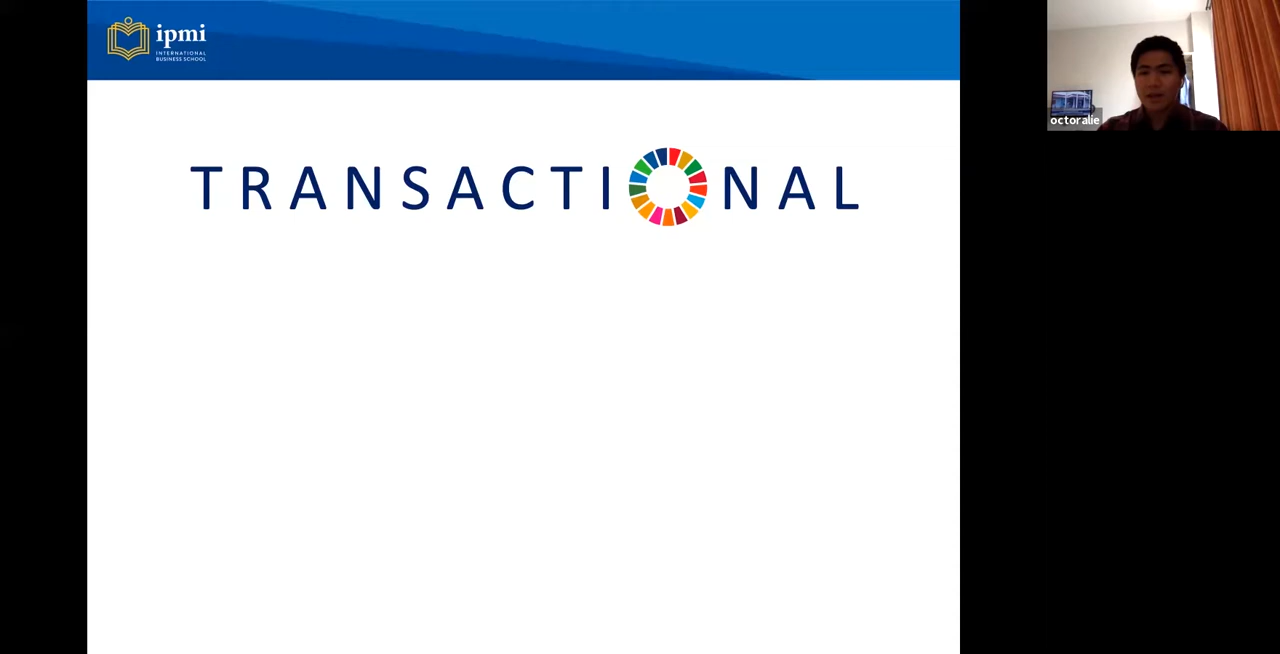 ipmi
INTERNATIONAL
BUSINESS SCHOOL
octoralie
TRANSACTIONAL